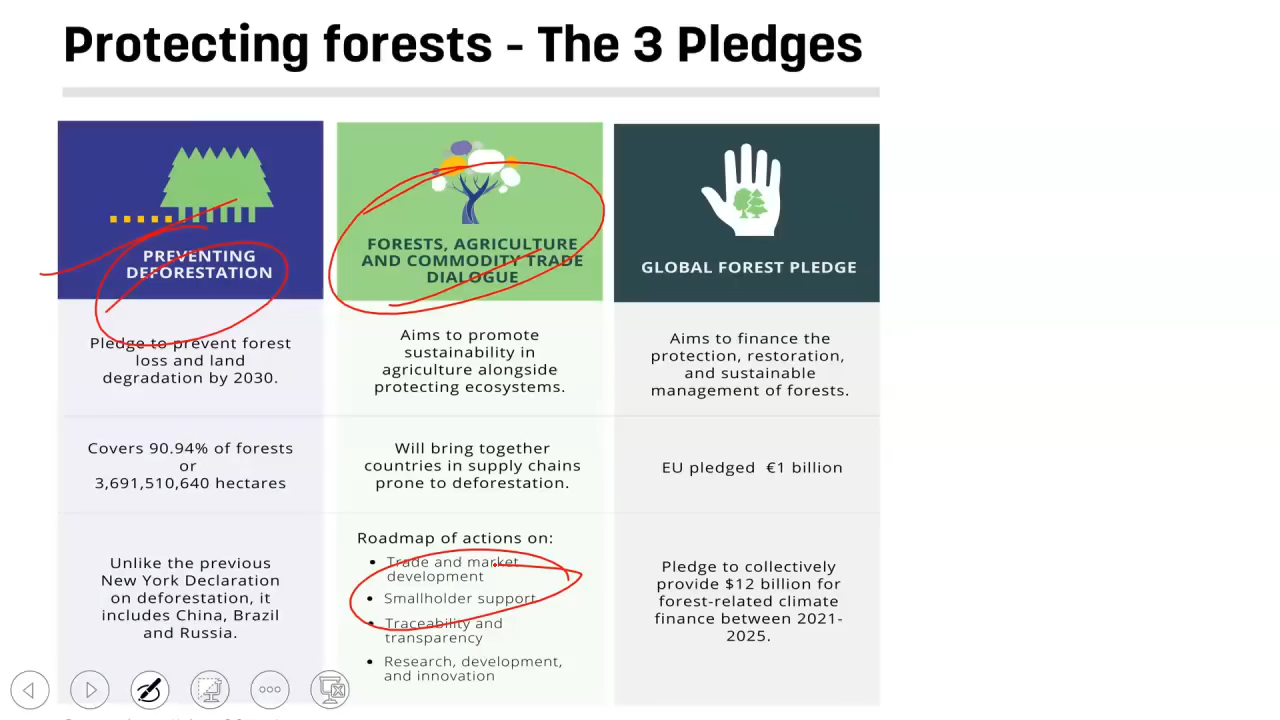 Protecting forests - The 3 Pledges
PREVENTING
DEFORESTATION
Pledge to prevent forest
loss and land
degradation by 2030.
Covers 90.94% of forests
or
3,691,510,640 hectares
Unlike the previous
New York Declaration
on deforestation, it
includes China, Brazil
and Russia.
FORESTS, AGRICULTURE
AND COMMODITY TRADE
DIALOGUE
Aims to promote
sustainability in
agriculture alongside
protecting ecosystems.
Will bring together
countries in supply chains
prone to deforestation.
Roadmap of actions on:
• Trade and market
development
• Smallholder support
• Traceability and
transparency
• Research, development,
and innovation
GLOBAL FOREST PLEDGE
Aims to finance the
protection, restoration,
and sustainable
management of forests.
EU pledged €1 billion
Pledge to collectively
provide $12 billion for
forest-related climate
finance between 2021-
2025.